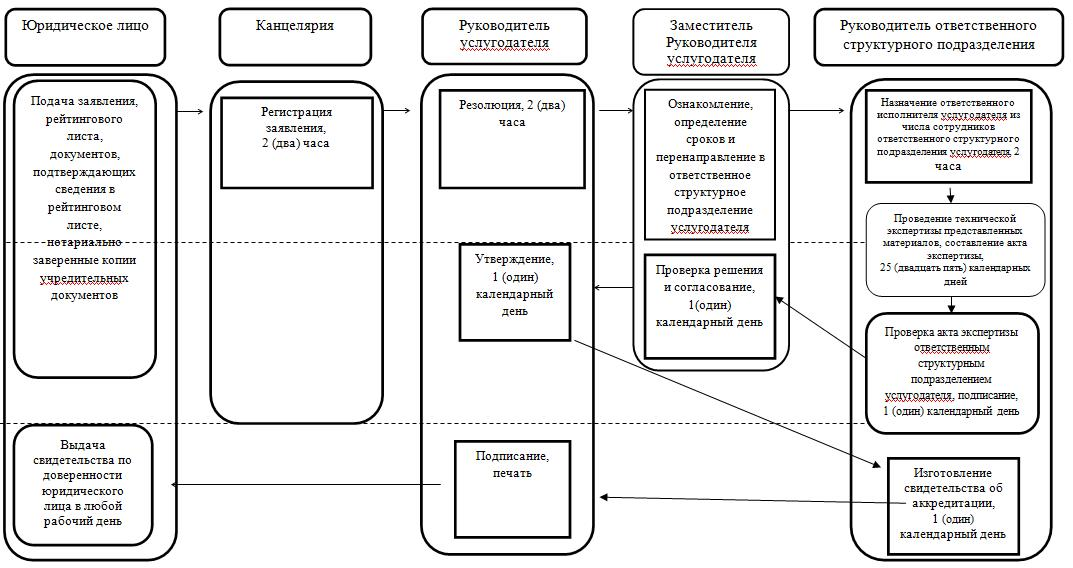 Юридическое лицо
Канцелярия
Руководитель
услугодателя
Заместитель
Руководителя
услугодателя
Руководитель ответственного
структурного подразделения
Подача заявления,
рейтингового
листа,
документов,
подтверждающих
сведения в
рейтинговом
листе,
нотариально
заверенные копии
учредительных
документов
Регистрация
заявления,
2 (два) часа
Резолюция, 2 (два)
часа
Ознакомление,
определение
сроков и
перенаправление в
ответственное
структурное
подразделение
услугодателя
Назначение ответственного
исполнителя услугодателя из
числа сотрудников
ответственного структурного
подразделения услугодателя, 2
часа
Проведение технической
экспертизы представленных
материалов, составление акта
экспертизы,
25 (двадцать пять) календарных
дней
Проверка акта экспертизы
ответственным
структурным
подразделением
услугодателя, подписание,
1 (один) календарный день
Проверка решения
и согласование,
1(один)
календарный день
Утверждение,
1 (один)
календарный
день
Изготовление
свидетельства об
аккредитации,
1 (один)
календарный день
Подписание,
печать
Выдача
свидетельства по
доверенности
юридического
лица в любой
рабочий день